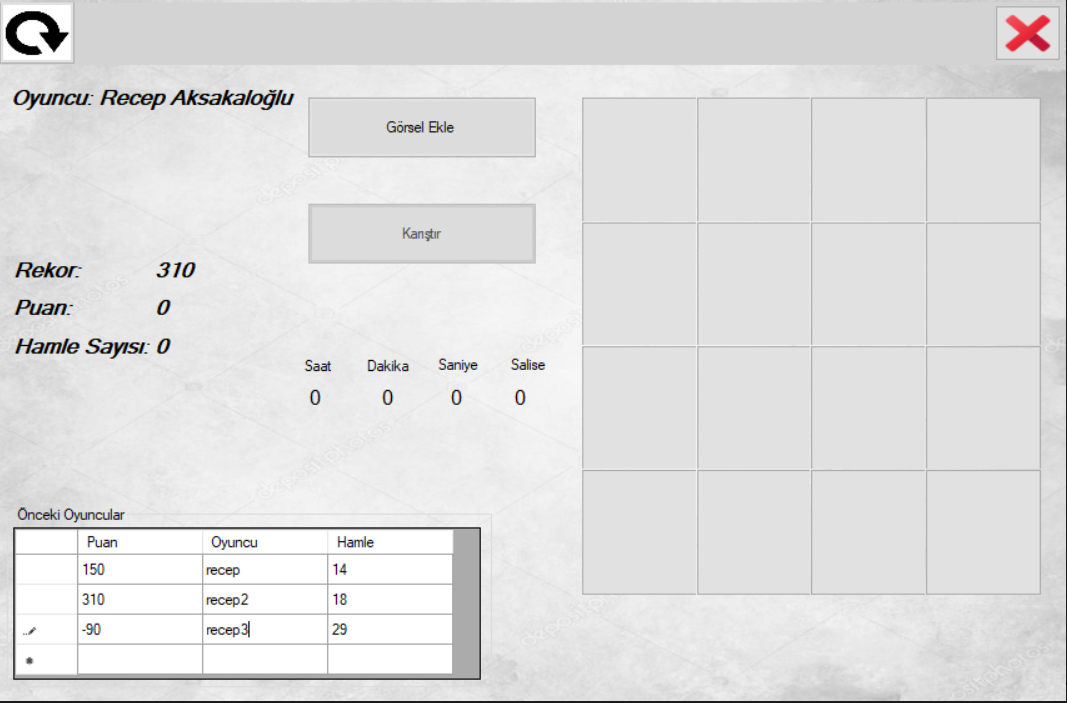 Oyuncu: Recep Aksakaloğlu
Görsel Ekle
Karıştır
Rekor: 310
Puan: 0
Hamle Sayısı: 0
Saat Dakika Saniye Salise
0 0 0 0
Önceki Oyuncular
Puan Oyuncu Hamle
150 recep 14
310 recep2 18
-90 recep3 29
depositphotos